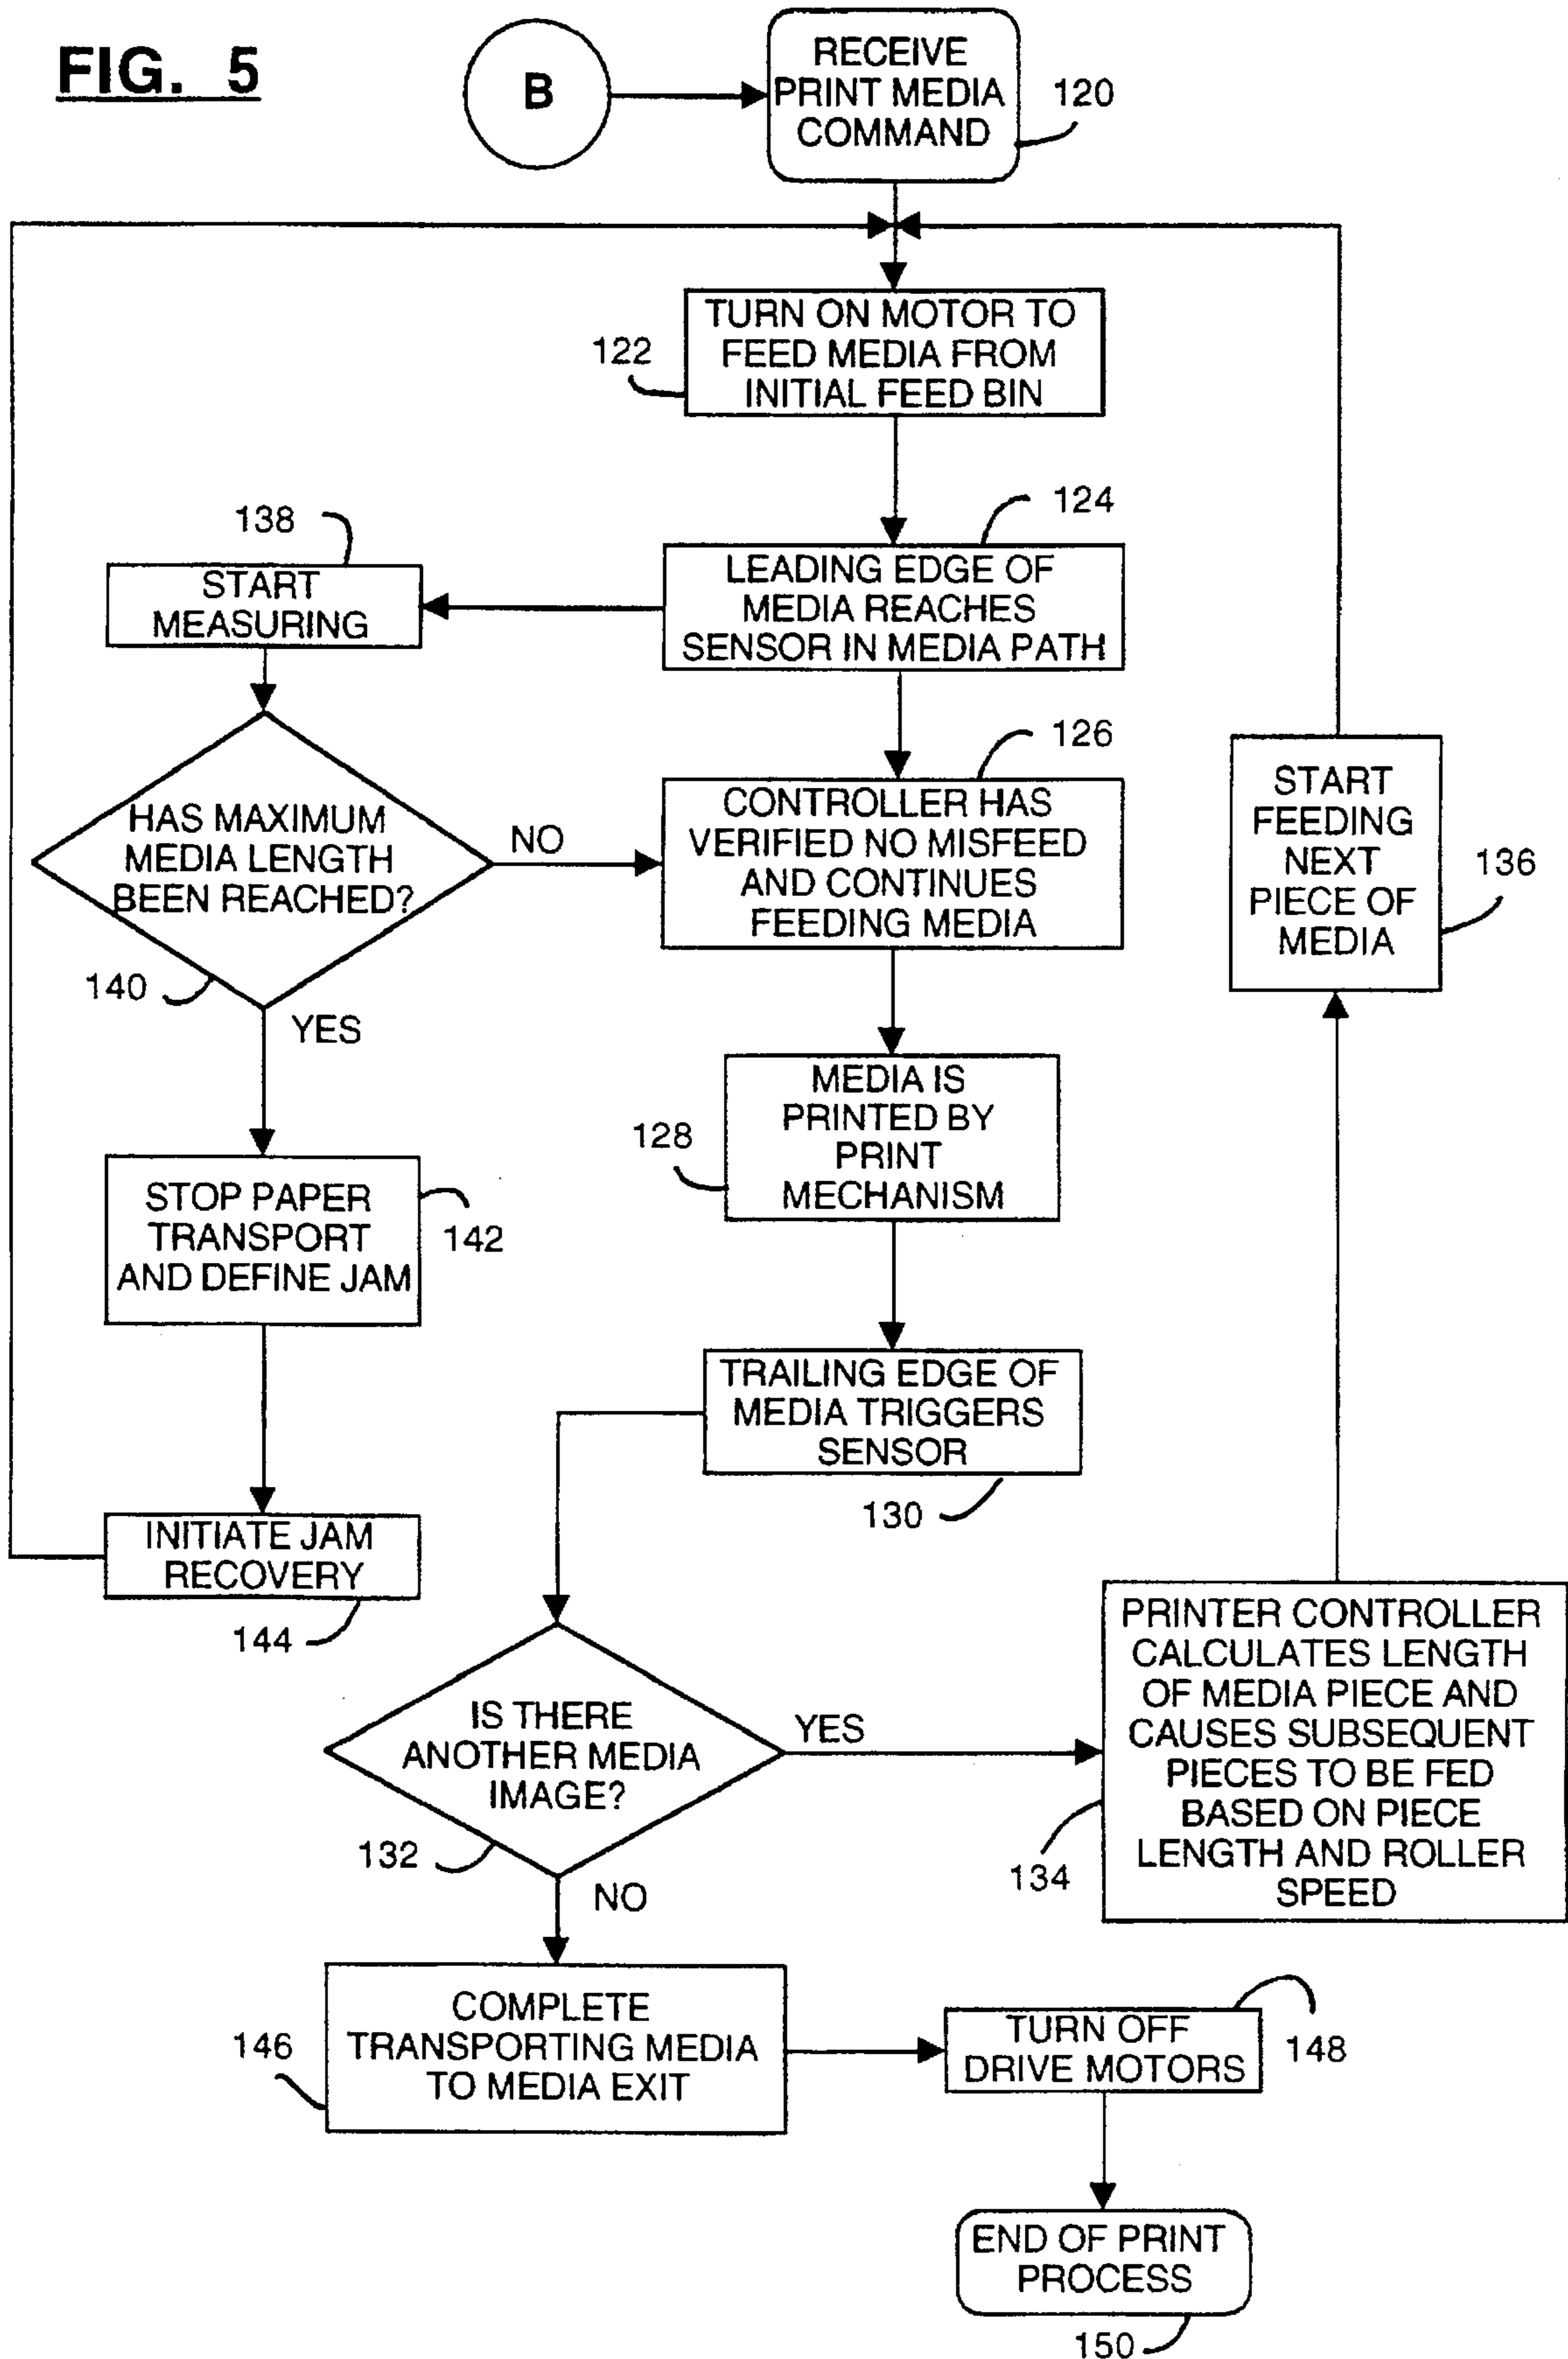 FIG. 5
B
RECEIVE
PRINT MEDIA
COMMAND
120
TURN ON MOTOR TO
FEED MEDIA FROM
INITIAL FEED BIN
122
124
LEADING EDGE OF
MEDIA REACHES
SENSOR IN MEDIA PATH
138
START
MEASURING
HAS MAXIMUM
MEDIA LENGTH
BEEN REACHED?
140
NO
YES
126
CONTROLLER HAS
VERIFIED NO MISFEED
AND CONTINUES
FEEDING MEDIA
START
FEEDING
NEXT
PIECE OF
MEDIA
136
MEDIA IS
PRINTED BY
PRINT
MECHANISM
128
STOP PAPER
TRANSPORT
AND DEFINE JAM
142
TRAILING EDGE OF
MEDIA TRIGGERS
SENSOR
130
INITIATE JAM
RECOVERY
144
IS THERE
ANOTHER MEDIA
IMAGE?
132
YES
NO
PRINTER CONTROLLER
CALCULATES LENGTH
OF MEDIA PIECE AND
CAUSES SUBSEQUENT
PIECES TO BE FED
BASED ON PIECE
LENGTH AND ROLLER
SPEED
134
COMPLETE
TRANSPORTING MEDIA
TO MEDIA EXIT
146
TURN OFF
DRIVE MOTORS
148
END OF PRINT
PROCESS
150